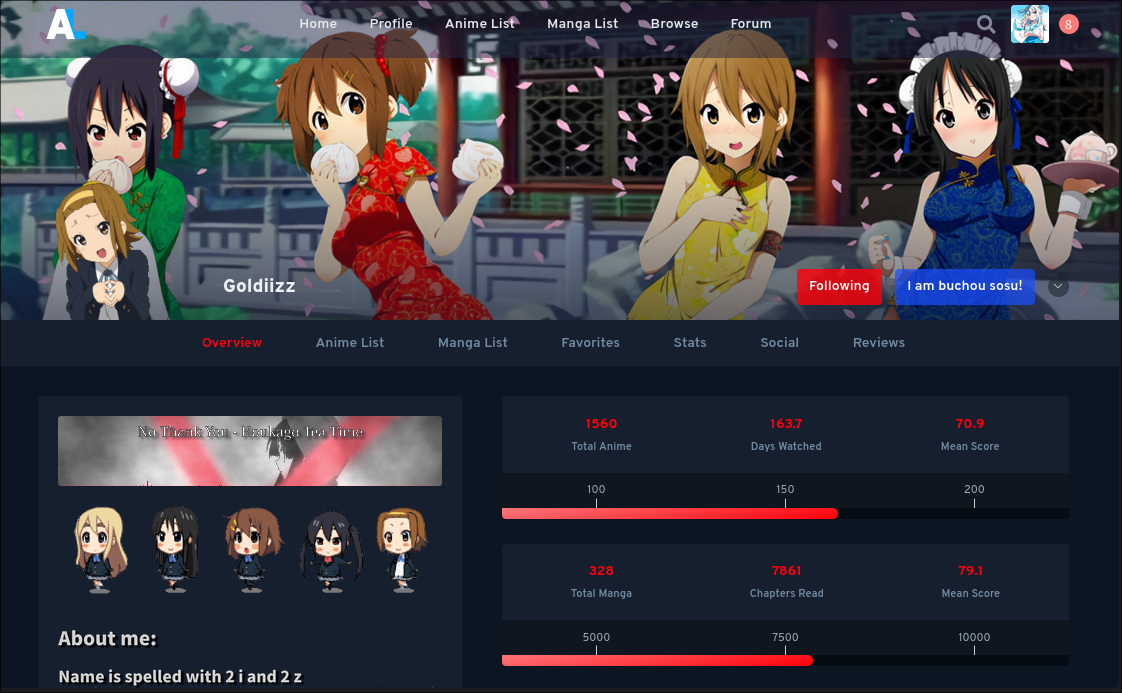 Home Profile Anime List Manga List Browse Forum 8
Goldiizz
Following I am buchou sosu!
Overview Anime List Manga List Favorites Stats Social Reviews
No Thank You - Houkago Tea Time
About me:
Name is spelled with 2 i and 2 z
1560 163.7 70.9
Total Anime Days Watched Mean Score
100 150 200
328 7861 79.1
Total Manga Chapters Read Mean Score
5000 7500 10000